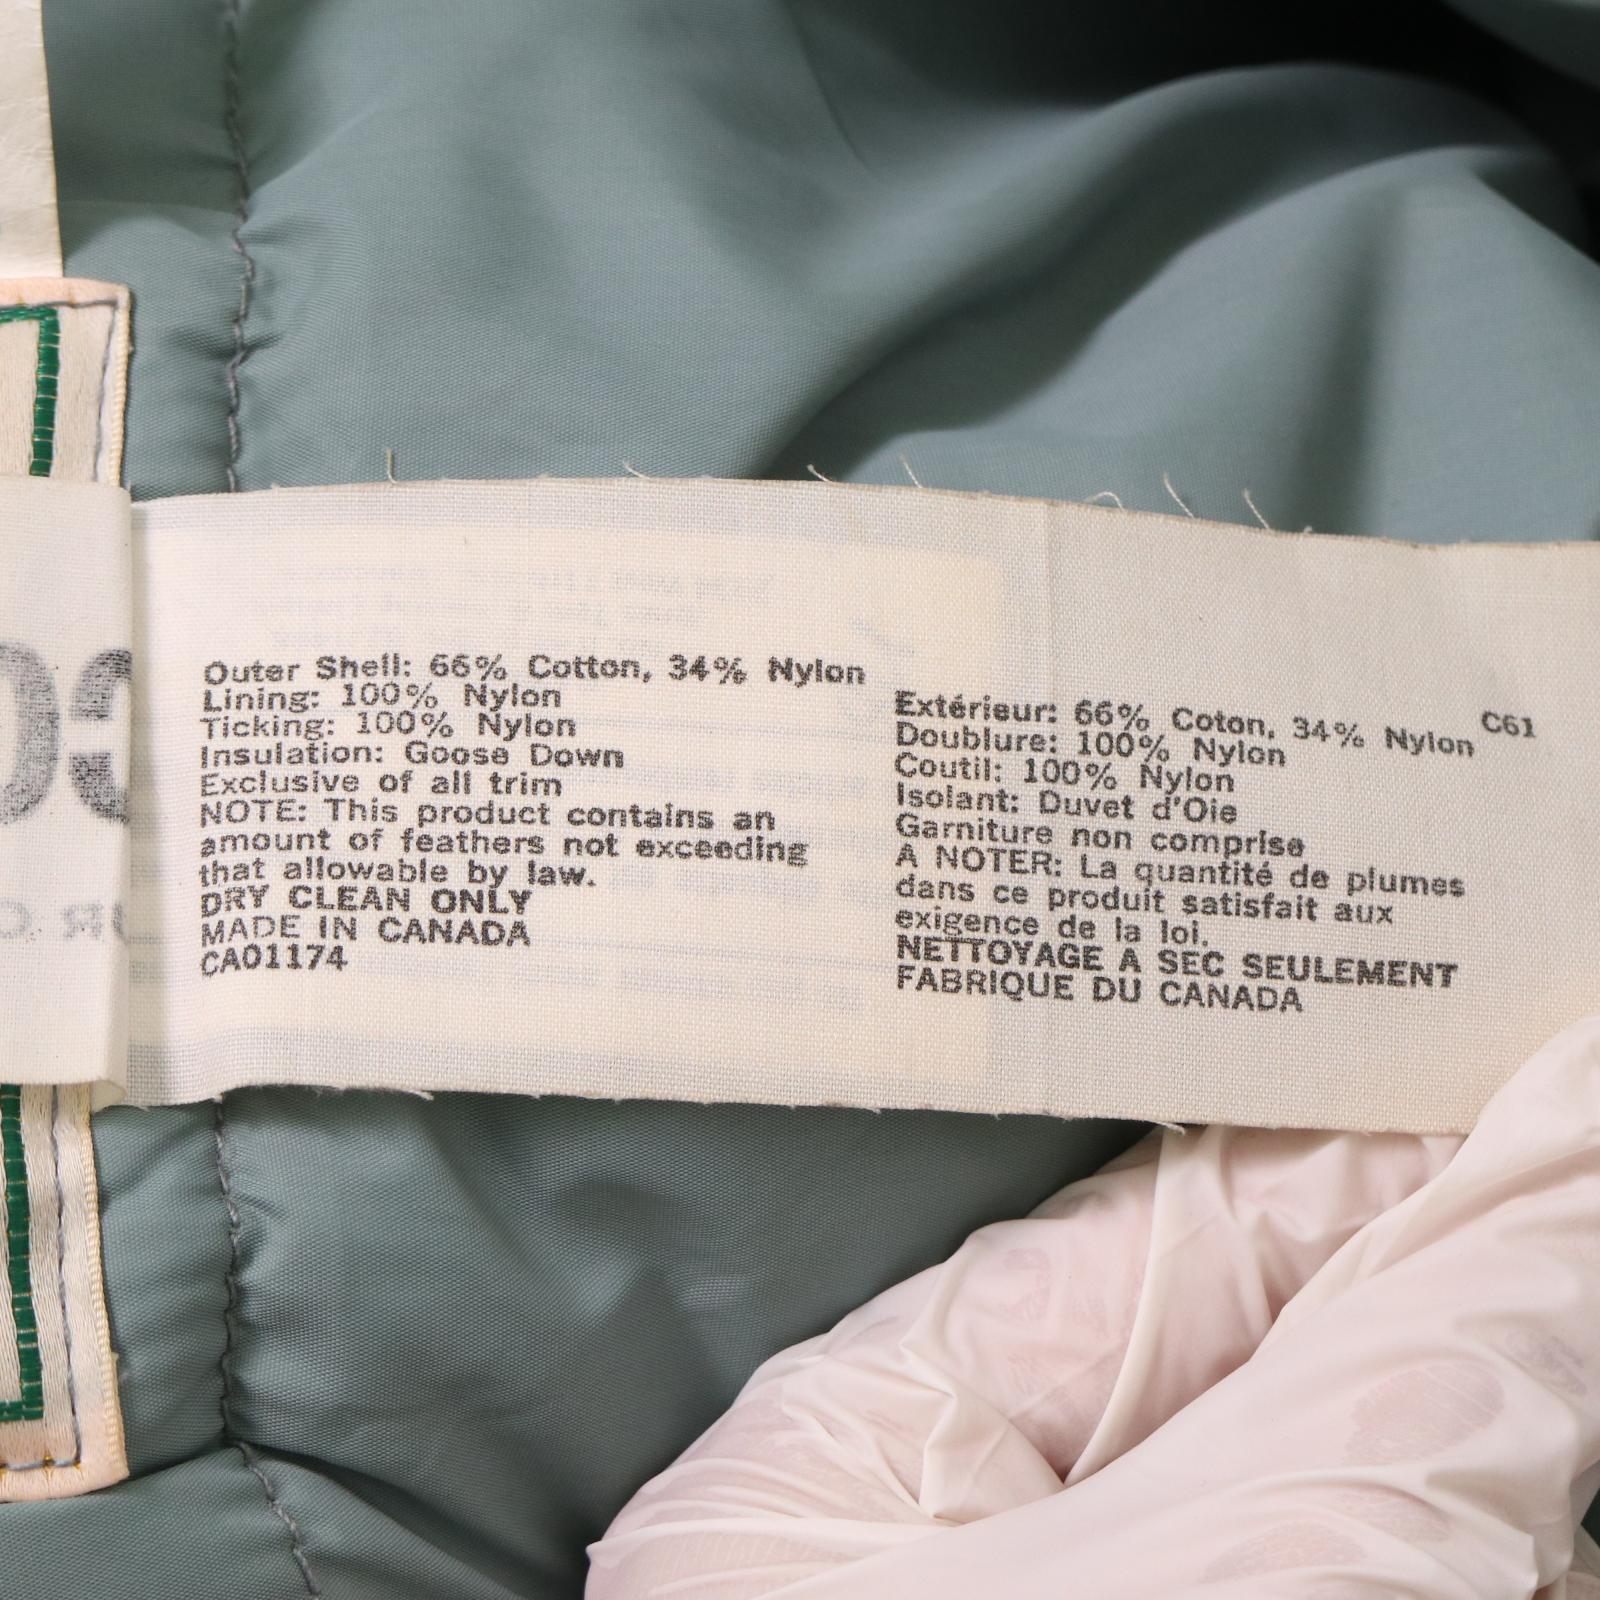 Outer Shell: 66% Cotton, 34% Nylon
Lining: 100% Nylon
Ticking: 100% Nylon
Insulation: Goose Down
Exclusive of all trim
NOTE: This product contains an
amount of feathers not exceeding
that allowable by law.
DRY CLEAN ONLY
MADE IN CANADA
CA01174
C61
Extérieur: 66% Coton, 34% Nylon
Doublure: 100% Nylon
Coutil: 100% Nylon
Isolant: Duvet d'Oie
Garniture non comprise
A NOTER: La quantité de plumes
dans ce produit satisfait aux
exigence de la loi.
NETTOYAGE A SEC SEULEMENT
FABRIQUE DU CANADA